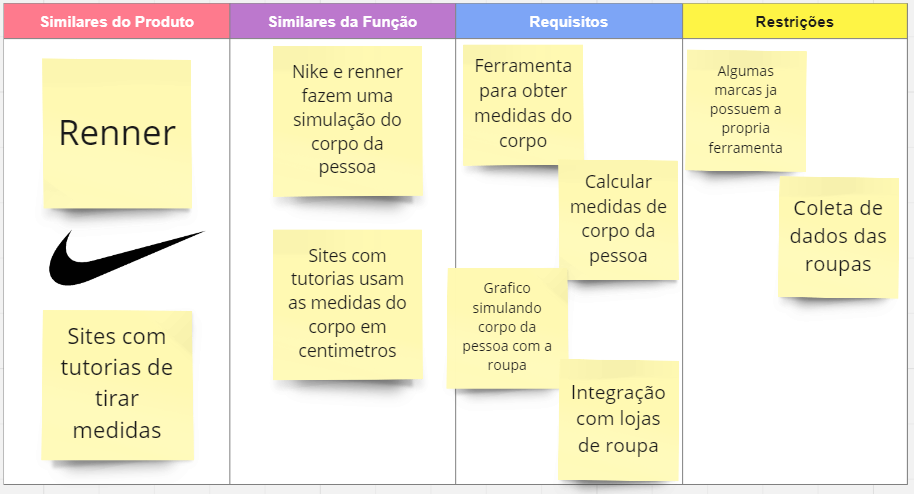 Similares do Produto
Similares da Função
Requisitos
Restrições
Renner
Sites com
tutorias de
tirar
medidas
Nike e renner
fazem uma
simulação do
corpo da
pessoa
Sites com
tutorias usam
as medidas do
corpo em
centimetros
Ferramenta
para obter
medidas do
corpo
Calcular
medidas de
corpo da
pessoa
Grafico
simulando
corpo da
pessoa com a
roupa
Integração
com lojas
de roupa
Algumas
marcas ja
possuem a
propria
ferramenta
Coleta de
dados das
roupas